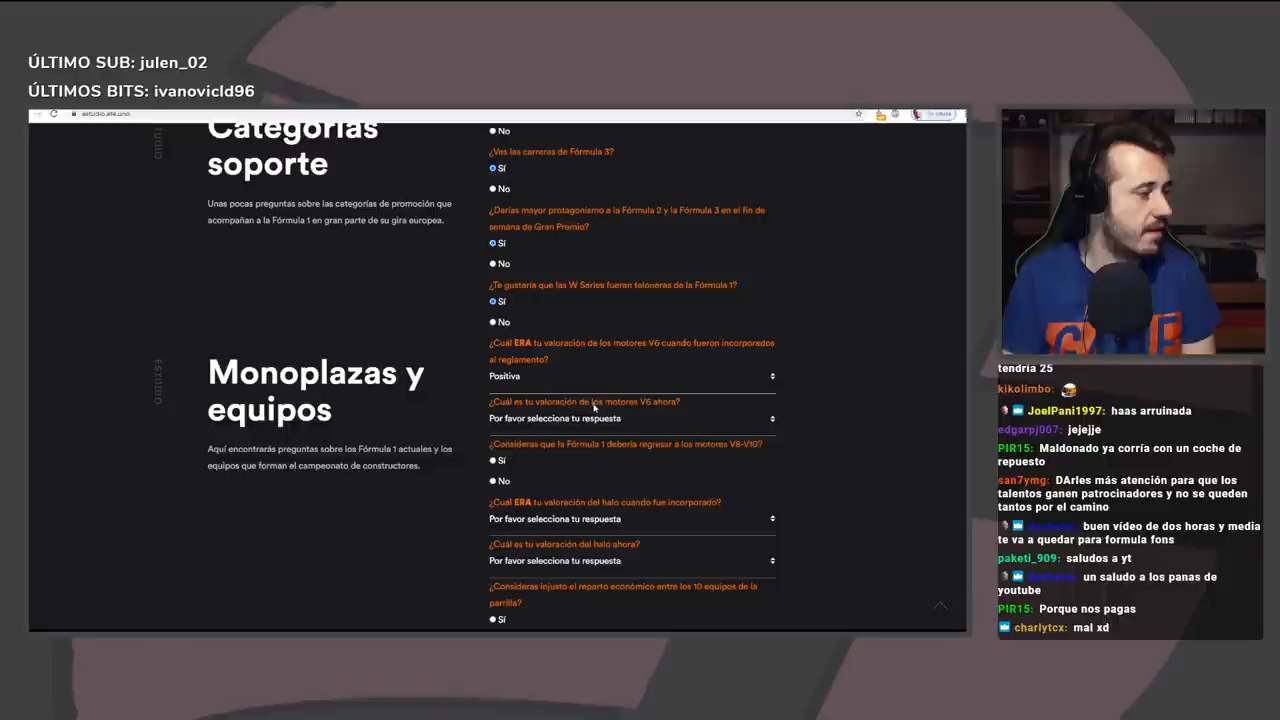 ÚLTIMO SUB: julen_02
ÚLTIMOS BITS: ivanovicld96
estudio.efe.uno
Categorías
soporte
Unas pocas preguntas sobre las categorías de promoción que
acompañan a la Fórmula 1 en gran parte de su gira europea.
No
¿Ves las carreras de Fórmula 3?
Sí
No
¿Darías mayor protagonismo a la Fórmula 2 y la Fórmula 3 en el fin de
semana de Gran Premio?
Sí
No
¿Te gustaría que las W Series fueran teloneras de la Fórmula 1?
Sí
No
ESTUDIO
Monoplazas y
equipos
Aquí encontrarás preguntas sobre los Fórmula 1 actuales y los
equipos que forman el campeonato de constructores.
¿Cuál ERA tu valoración de los motores V6 cuando fueron incorporados
al reglamento?
Positiva
¿Cuál es tu valoración de los motores V6 ahora?
Por favor selecciona tu respuesta
¿Consideras que la Fórmula 1 debería regresar a los motores V8-V10?
Sí
No
¿Cuál ERA tu valoración del halo cuando fue incorporado?
Por favor selecciona tu respuesta
¿Cuál es tu valoración del halo ahora?
Por favor selecciona tu respuesta
¿Consideras injusto el reparto económico entre los 10 equipos de la
parrilla?
Sí
tendría 25
kikolimbo:
JoelPani1997: haas arruinada
edgarpj007: jejejje
PIR15: Maldonado ya corría con un coche de
repuesto
san7ymg: DArles más atención para que los
talentos ganen patrocinadores y no se queden
tantos por el camino
buen vídeo de dos horas y media
te va a quedar para formula fons
paketi_909: saludos a yt
un saludo a los panas de
youtube
PIR15: Porque nos pagas
charlytcx: mal xd